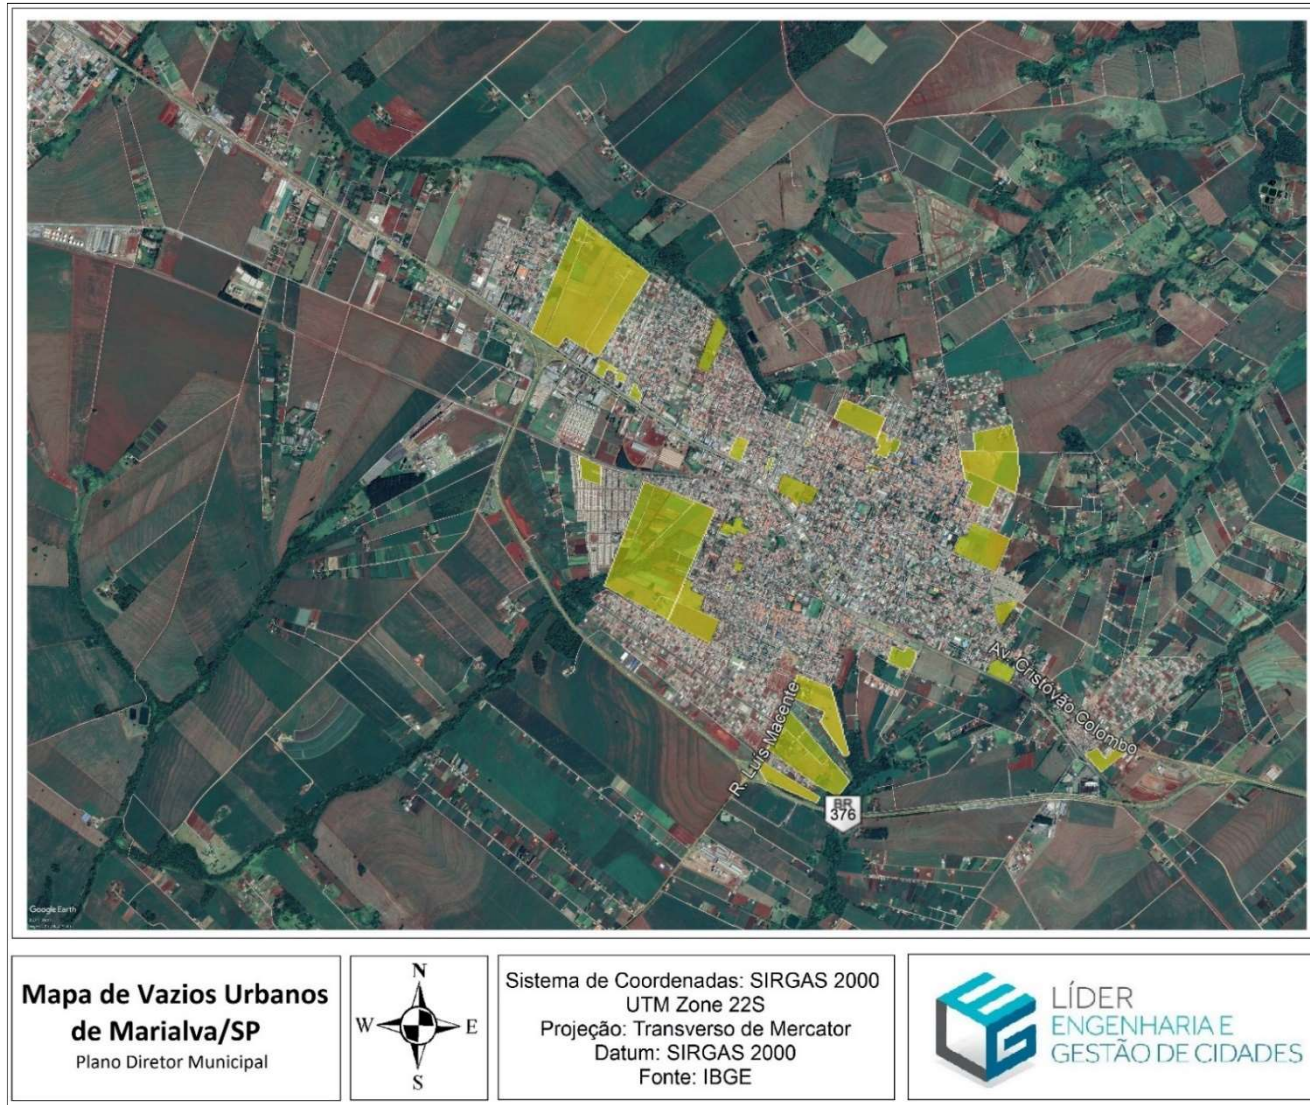 R. Luís Macente
Av. Cristovão Colombo
BR
376
Google Earth
Mapa de Vazios Urbanos
de Marialva/SP
Plano Diretor Municipal
N
W
E
S
Sistema de Coordenadas: SIRGAS 2000
UTM Zone 22S
Projeção: Transverso de Mercator
Datum: SIRGAS 2000
Fonte: IBGE
LÍDER
ENGENHARIA E
GESTÃO DE CIDADES